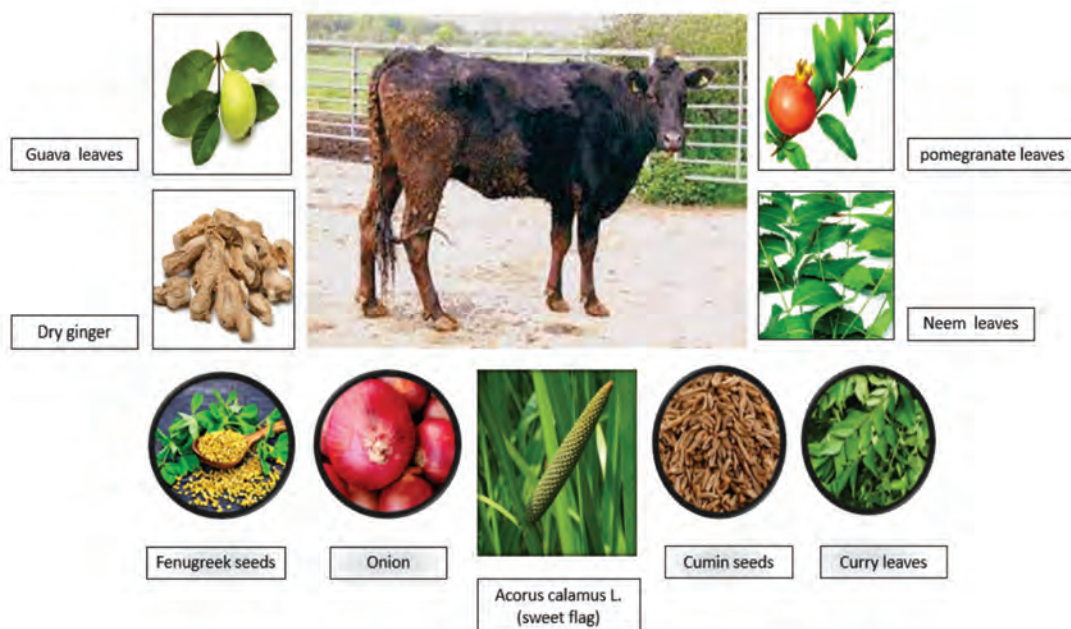 Guava leaves
pomegranate leaves
Dry ginger
Neem leaves
Fenugreek seeds
Onion
Cumin seeds
Curry leaves
Acorus calamus L.
(sweet flag)